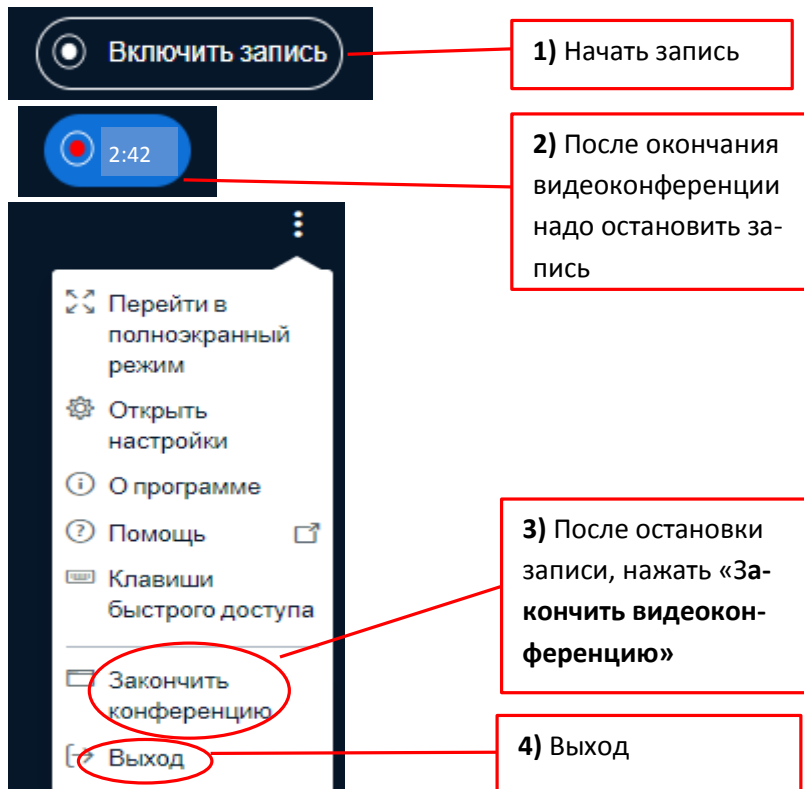 Включить запись
1) Начать запись
2:42
2) После окончания
видеоконференции
надо остановить за-
пись
Перейти в
полноэкранный
режим
Открыть
настройки
О программе
Помощь
Клавиши
быстрого доступа
3) После остановки
записи, нажать «За-
кончить видеокон-
ференцию»
Закончить
конференцию
4) Выход
Выход